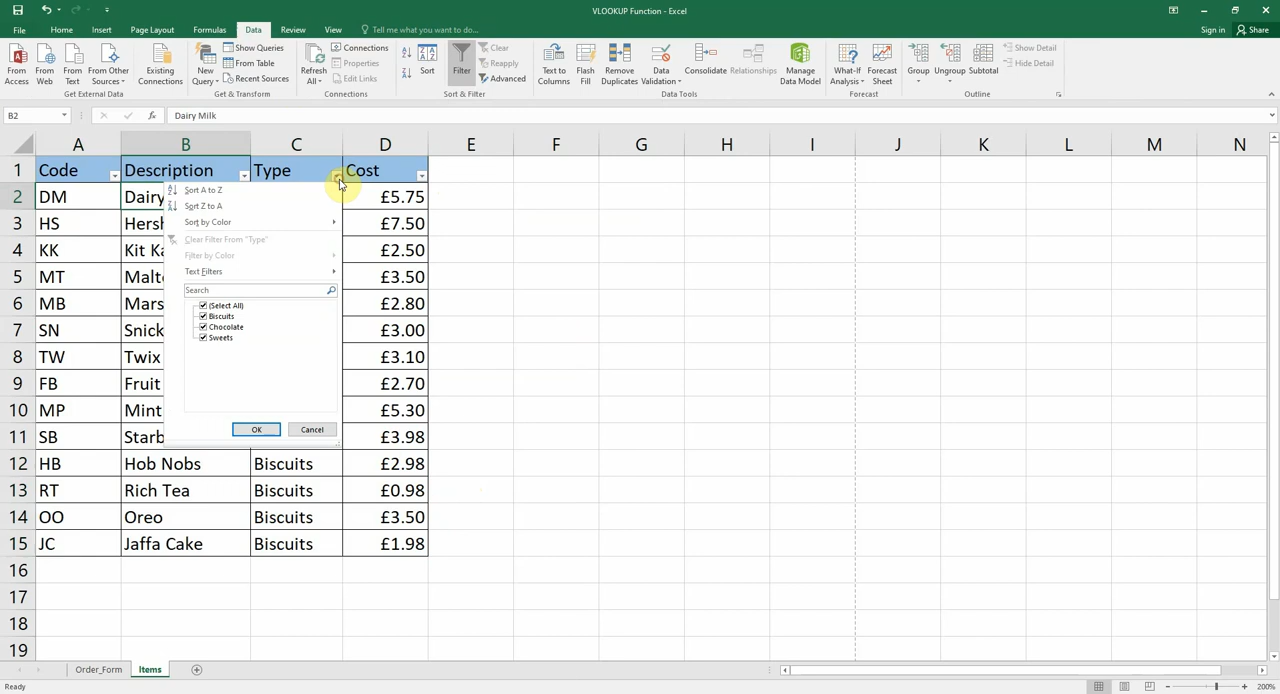 VLOOKUP Function - Excel
File Home Insert Page Layout Formulas Data Review View Tell me what you want to do... Sign in Share
From Access
From Web
From Text
From Other Sources
Existing Connections
Get External Data
New Query
Show Queries
From Table
Recent Sources
Get & Transform
Refresh All
Connections
Properties
Edit Links
Connections
Sort
Filter
Clear
Reapply
Advanced
Sort & Filter
Text to Columns
Flash Fill
Remove Duplicates
Data Validation
Consolidate
Relationships
Manage Data Model
Data Tools
What-If Analysis
Forecast Sheet
Forecast
Group
Ungroup
Subtotal
Show Detail
Hide Detail
Outline
B2 fx Dairy Milk
A B C D E F G H I J K L M N
1 Code Description Type Cost
2 DM Dairy £5.75
3 HS Hersh £7.50
4 KK Kit Ka £2.50
5 MT Malte £3.50
6 MB Mars £2.80
7 SN Snick £3.00
8 TW Twix £3.10
9 FB Fruit £2.70
10 MP Mint £5.30
11 SB Starb £3.98
12 HB Hob Nobs Biscuits £2.98
13 RT Rich Tea Biscuits £0.98
14 OO Oreo Biscuits £3.50
15 JC Jaffa Cake Biscuits £1.98
16
17
18
19
Sort A to Z
Sort Z to A
Sort by Color
Clear Filter From "Type"
Filter by Color
Text Filters
Search
(Select All)
Biscuits
Chocolate
Sweets
OK Cancel
Order_Form Items
Ready 200%